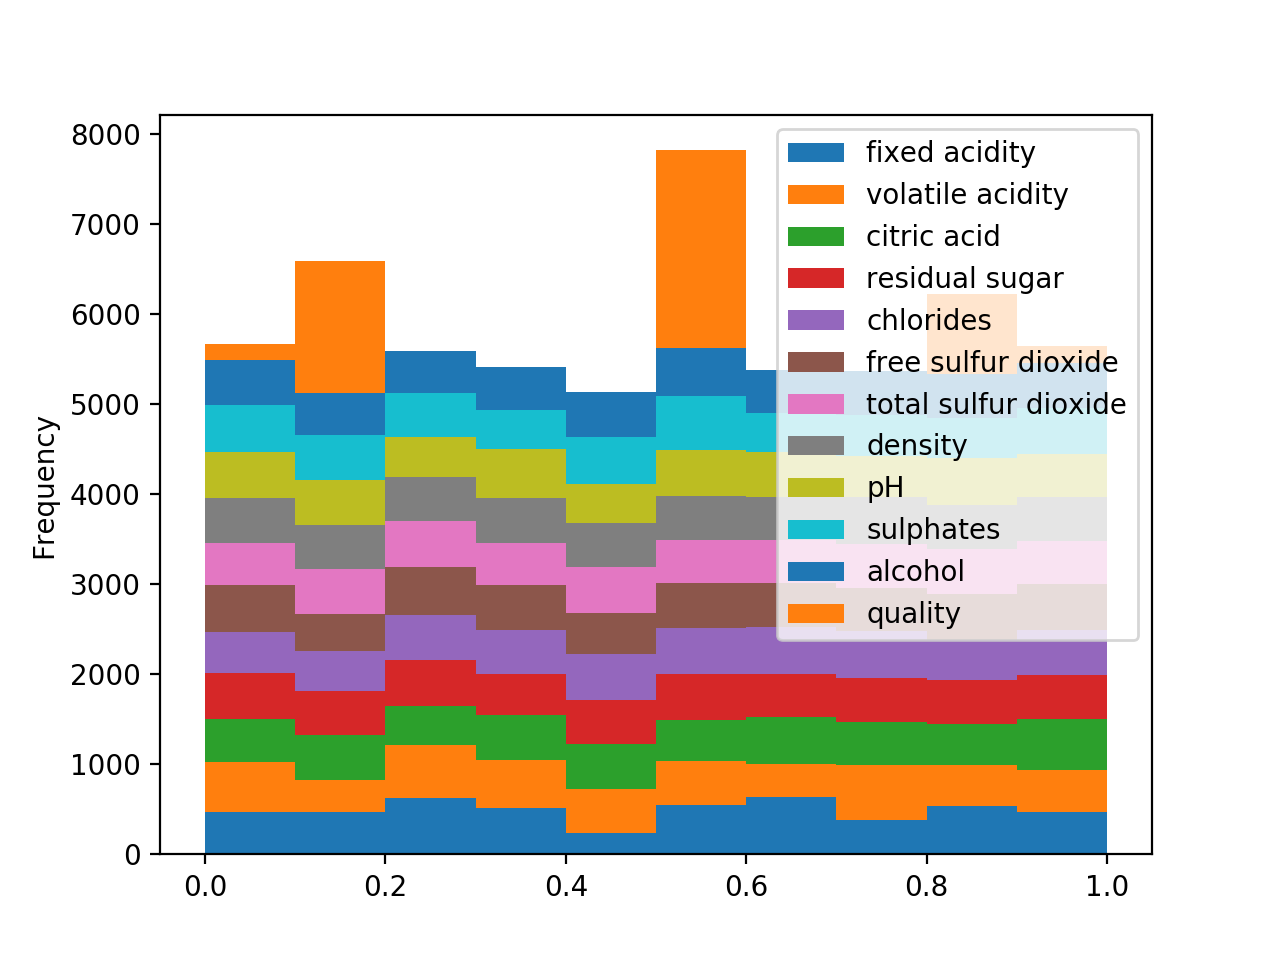 8000
7000
6000
5000
4000
3000
2000
1000
0
Frequency
0.0 0.2 0.4 0.6 0.8 1.0
fixed acidity
volatile acidity
citric acid
residual sugar
chlorides
free sulfur dioxide
total sulfur dioxide
density
pH
sulphates
alcohol
quality